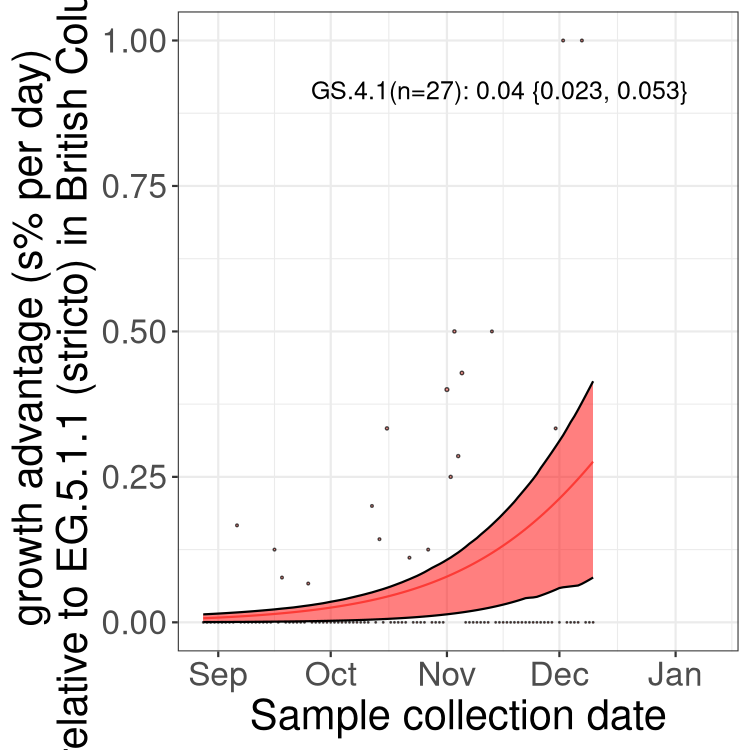 growth advantage (s% per day)
relative to EG.5.1.1 (stricto) in British Colu
1.00
0.75
0.50
0.25
0.00
GS.4.1(n=27): 0.04 {0.023, 0.053}
Sep Oct Nov Dec Jan
Sample collection date